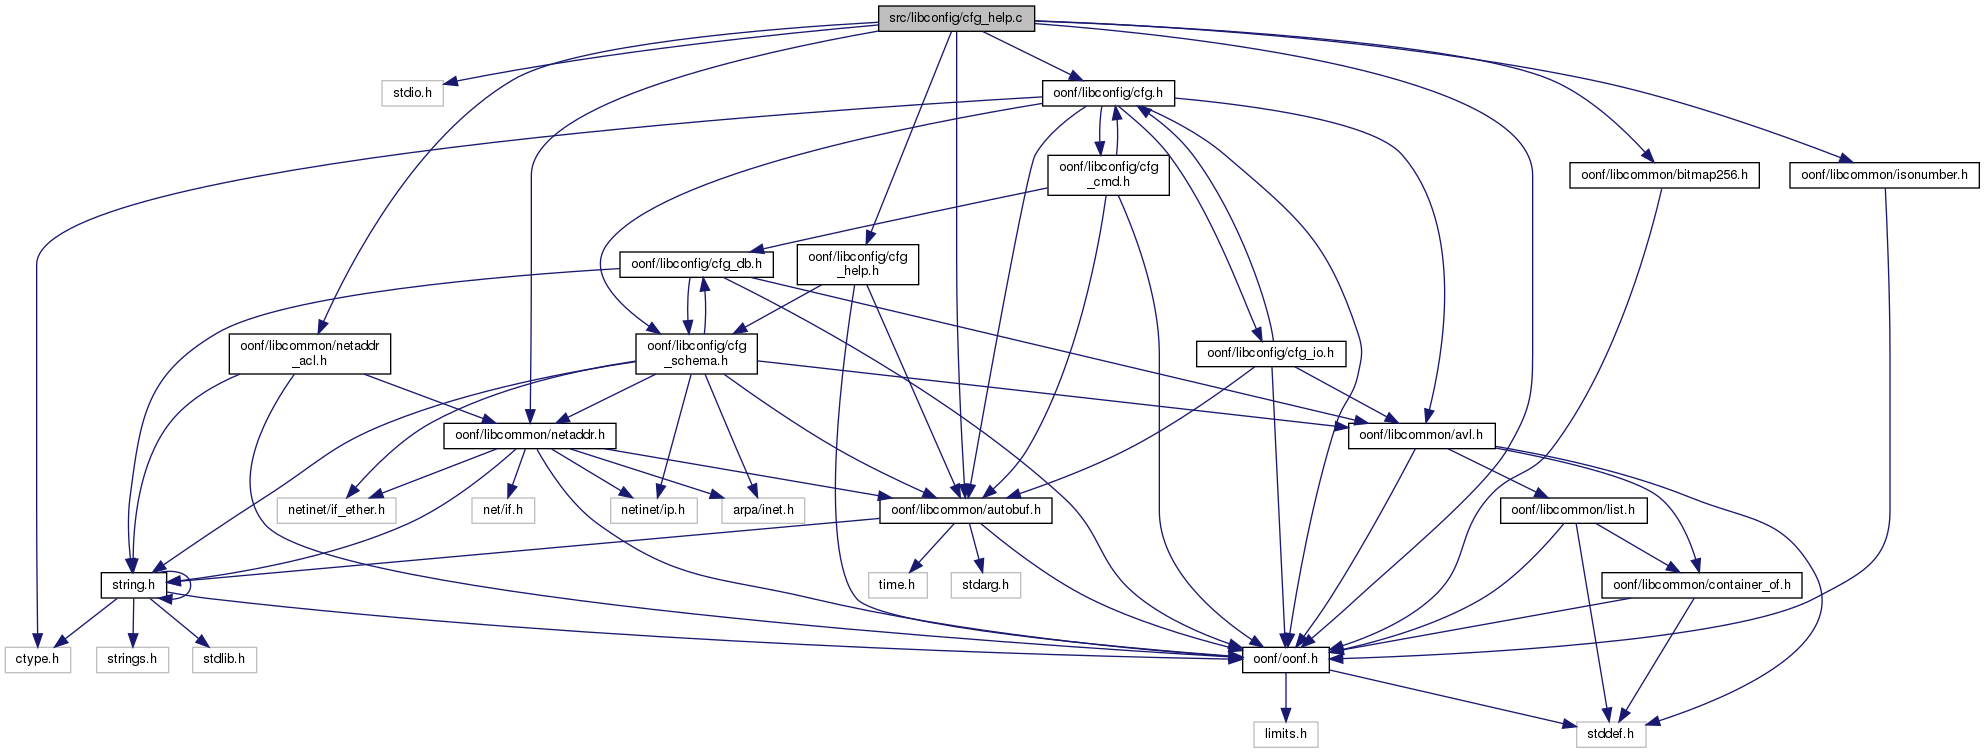 src/libconfig/cfg_help.c
stdio.h
oonf/libconfig/cfg.h
oonf/libconfig/cfg
_cmd.h
oonf/libcommon/bitmap256.h
oonf/libcommon/isonumber.h
oonf/libconfig/cfg_db.h
oonf/libconfig/cfg
_help.h
oonf/libcommon/netaddr
_acl.h
oonf/libconfig/cfg
_schema.h
oonf/libconfig/cfg_io.h
oonf/libcommon/netaddr.h
oonf/libcommon/avl.h
netinet/if_ether.h
net/if.h
netinet/ip.h
arpa/inet.h
oonf/libcommon/autobuf.h
oonf/libcommon/list.h
string.h
time.h
stdarg.h
oonf/libcommon/container_of.h
ctype.h
strings.h
stdlib.h
oonf/oonf.h
limits.h
stddef.h